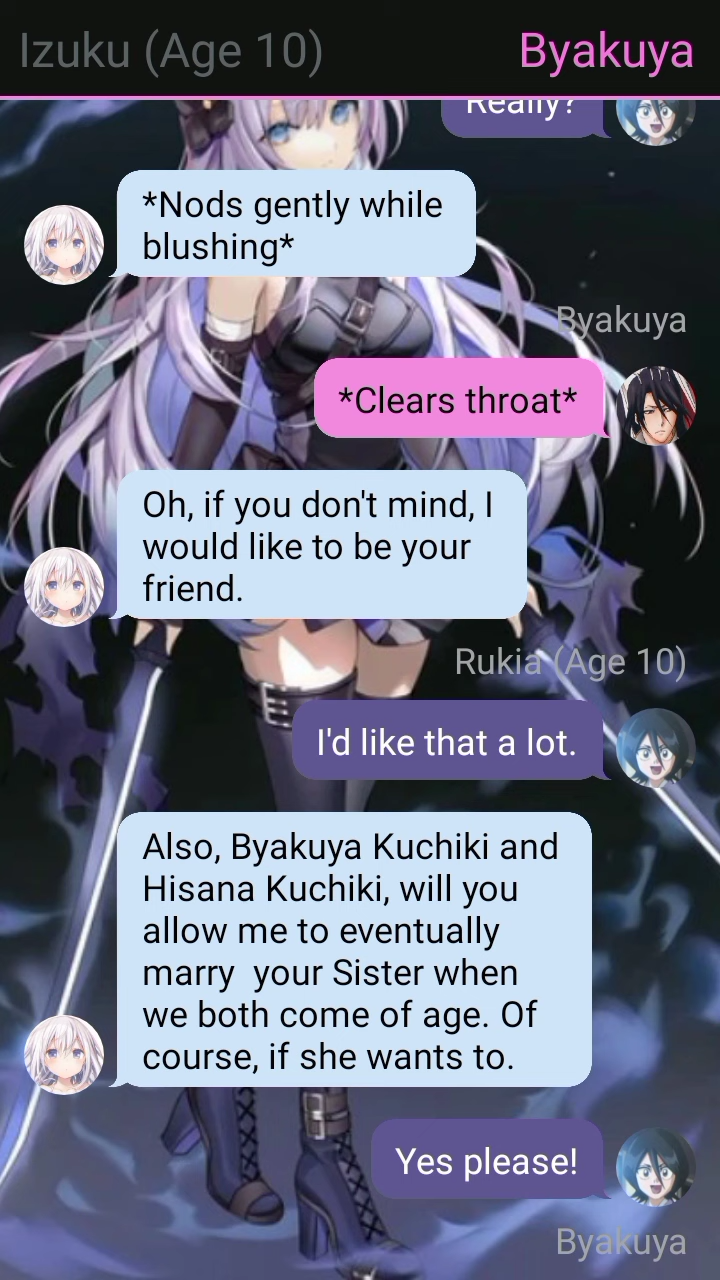 Izuku (Age 10)
Byakuya
Really?
*Nods gently while
blushing*
Byakuya
*Clears throat*
Oh, if you don't mind, I
would like to be your
friend.
Rukia (Age 10)
I'd like that a lot.
Also, Byakuya Kuchiki and
Hisana Kuchiki, will you
allow me to eventually
marry  your Sister when
we both come of age. Of
course, if she wants to.
Yes please!
Byakuya